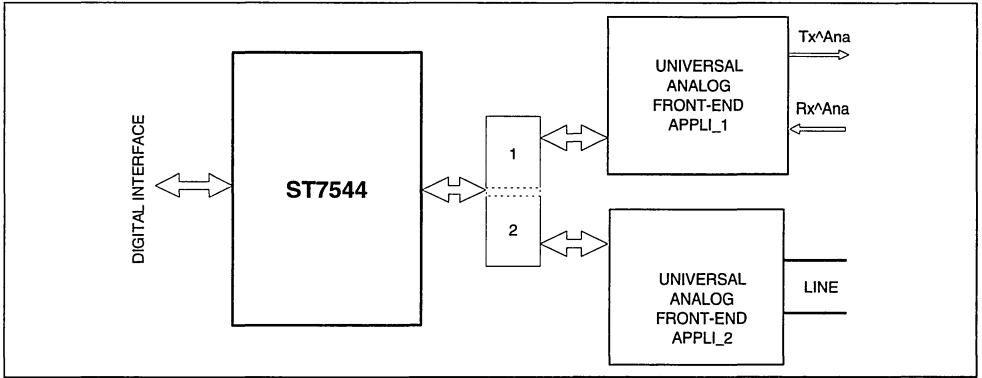 DIGITAL INTERFACE
ST7544
1
2
UNIVERSAL
ANALOG
FRONT-END
APPLI_1
Tx^Ana
Rx^Ana
UNIVERSAL
ANALOG
FRONT-END
APPLI_2
LINE